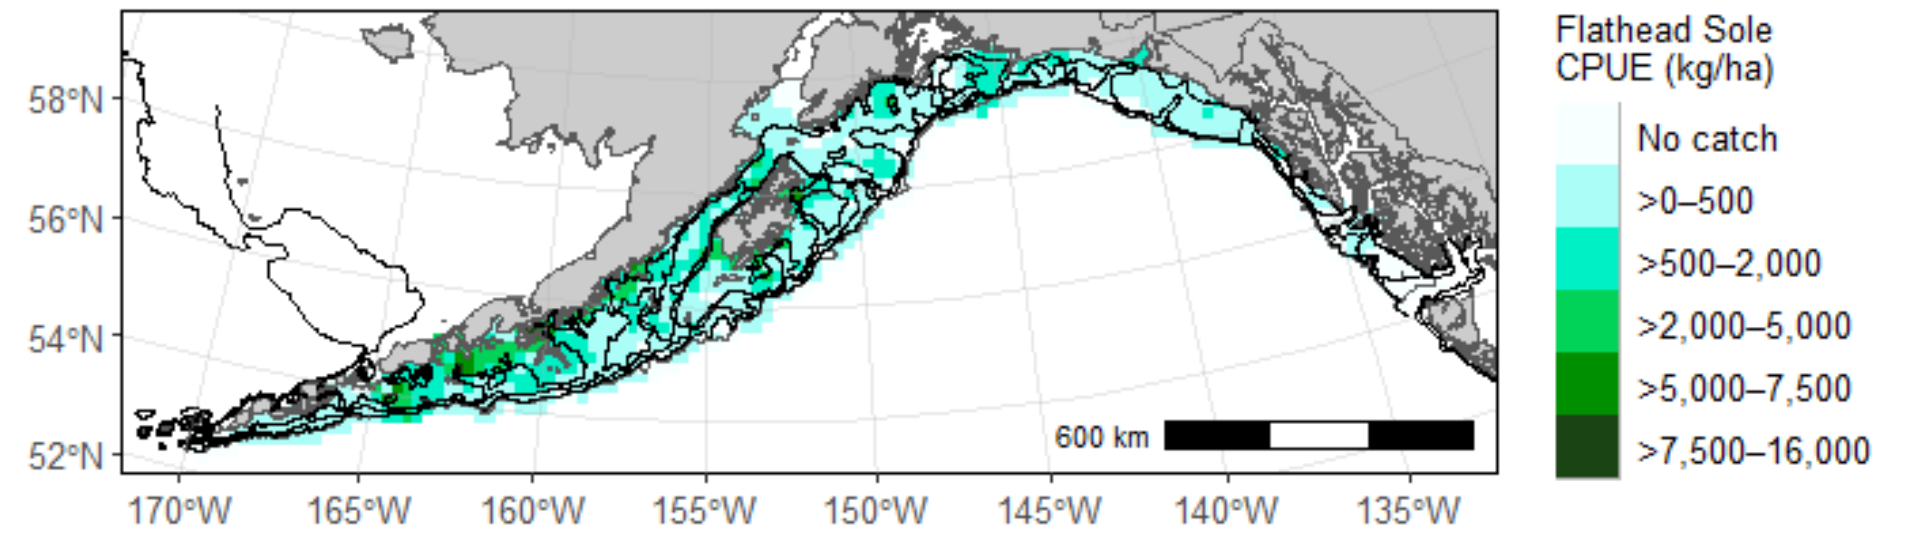 Flathead Sole
CPUE (kg/ha)
No catch
>0–500
>500–2,000
>2,000–5,000
>5,000–7,500
>7,500–16,000
58°N
56°N
54°N
52°N
600 km
170°W 165°W 160°W 155°W 150°W 145°W 140°W 135°W